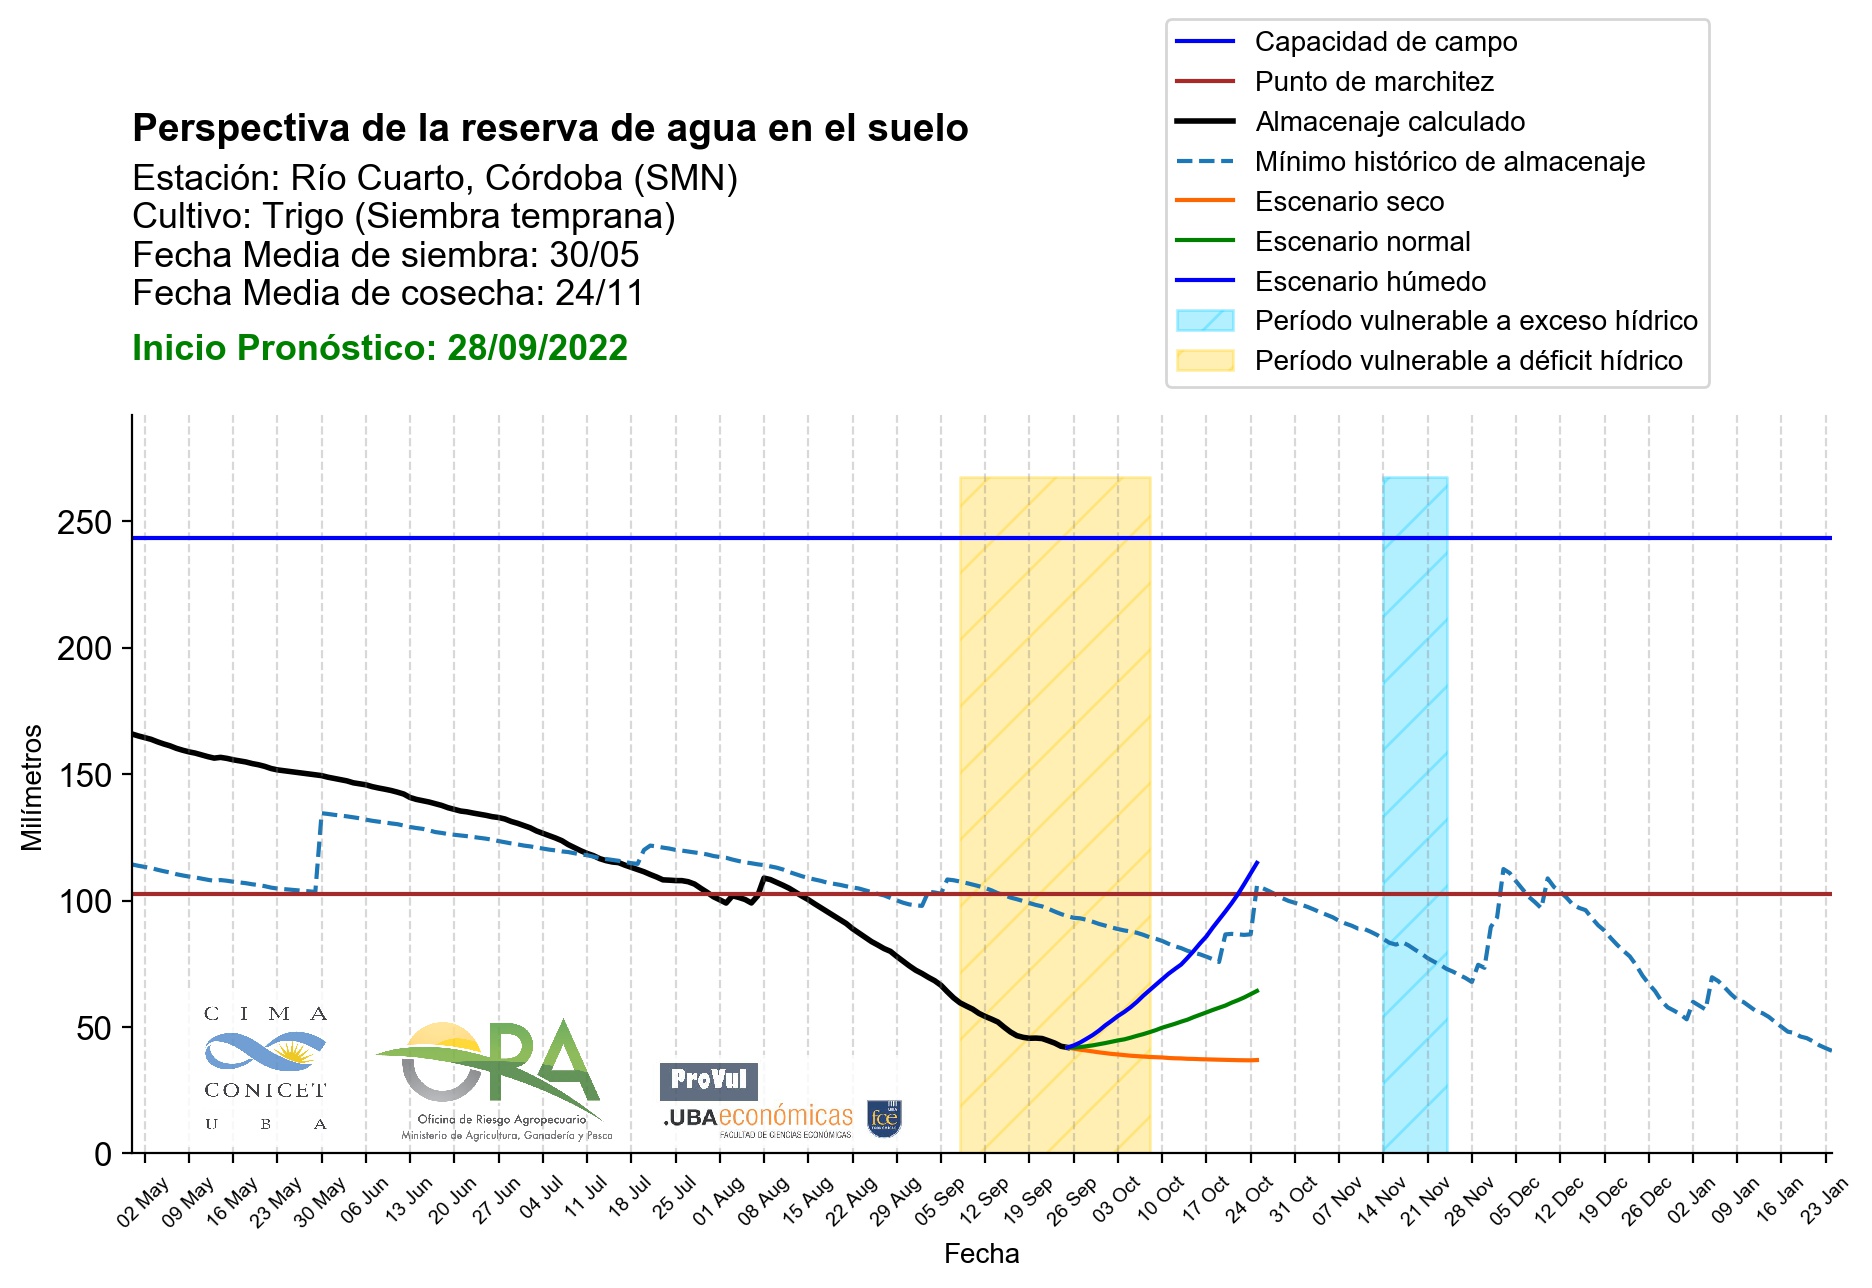 Capacidad de campo
Punto de marchitez
Almacenaje calculado
Mínimo histórico de almacenaje
Escenario seco
Escenario normal
Escenario húmedo
Período vulnerable a exceso hídrico
Período vulnerable a déficit hídrico
Perspectiva de la reserva de agua en el suelo
Estación: Río Cuarto, Córdoba (SMN)
Cultivo: Trigo (Siembra temprana)
Fecha Media de siembra: 30/05
Fecha Media de cosecha: 24/11
Inicio Pronóstico: 28/09/2022
250
200
150
100
50
0
Milímetros
CIMA
CONICET
UBA
ORA
Oficina de Riesgo Agropecuario
Ministerio de Agricultura, Ganadería y Pesca
ProVul
.UBAeconómicas
FACULTAD DE CIENCIAS ECONÓMICAS
fce
02 May 09 May 16 May 23 May 30 May 06 Jun 13 Jun 20 Jun 27 Jun 04 Jul 11 Jul 18 Jul 25 Jul 01 Aug 08 Aug 15 Aug 22 Aug 29 Aug 05 Sep 12 Sep 19 Sep 26 Sep 03 Oct 10 Oct 17 Oct 24 Oct 31 Oct 07 Nov 14 Nov 21 Nov 28 Nov 05 Dec 12 Dec 19 Dec 26 Dec 02 Jan 09 Jan 16 Jan 23 Jan
Fecha